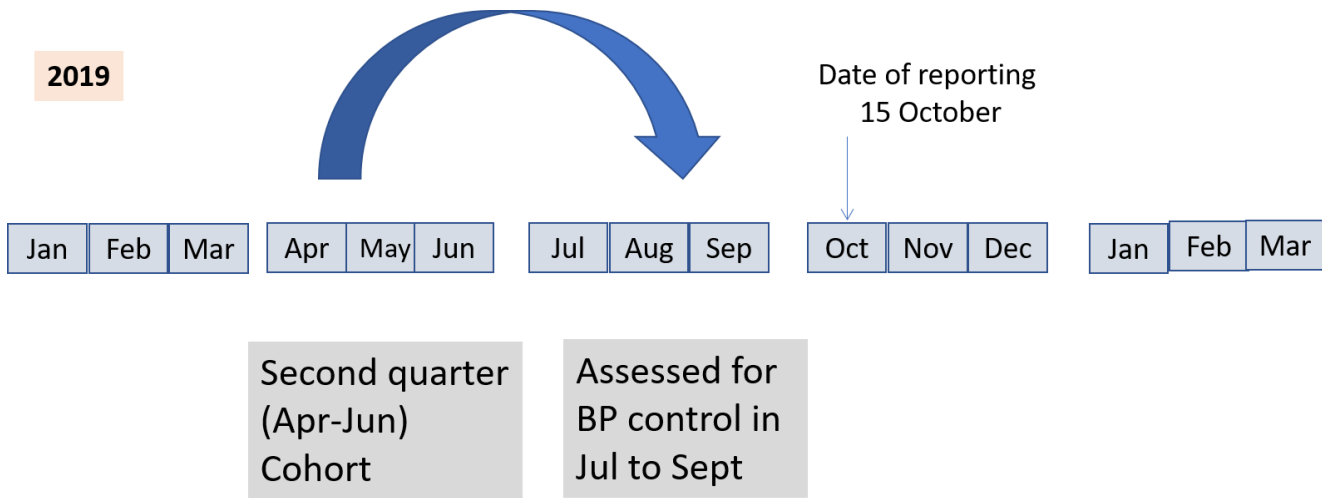 2019
Date of reporting
15 October
Jan Feb Mar Apr May Jun Jul Aug Sep Oct Nov Dec Jan Feb Mar
Second quarter
(Apr-Jun)
Cohort
Assessed for
BP control in
Jul to Sept